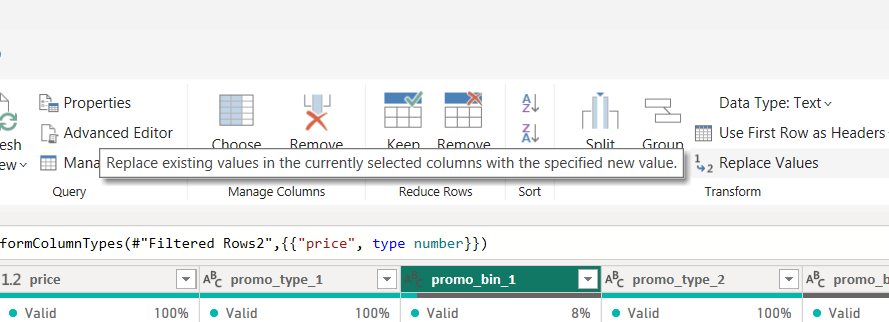 Properties
Advanced Editor
Mana
esh
ew
Query
Choose
Remove
Manage Columns
Keep
Remove
Reduce Rows
A
Z
Z
A
Sort
Split
Group
Data Type: Text
Use First Row as Headers
1
2 Replace Values
Transform
Replace existing values in the currently selected columns with the specified new value.
formColumnTypes(#"Filtered Rows2",{{"price", type number}})
1.2 price
ABC promo_type_1
ABC promo_bin_1
ABC promo_type_2
ABC promo_b
Valid 100%
Valid 100%
Valid 8%
Valid 100%
Valid